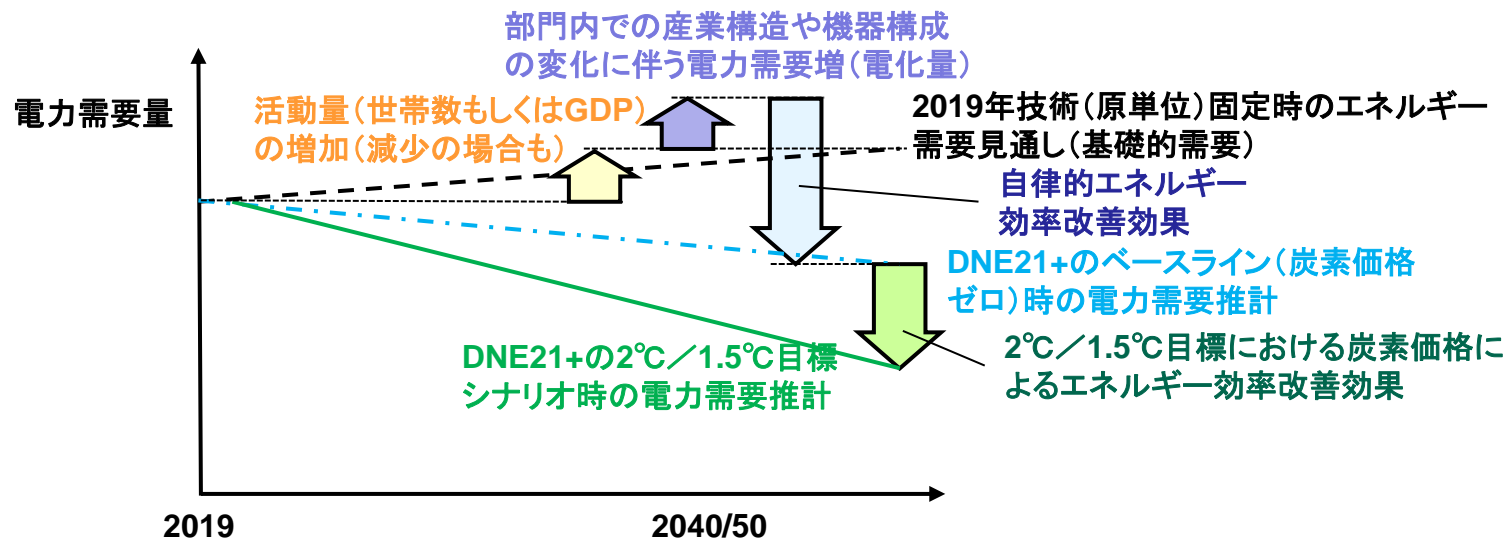 部門内での産業構造や機器構成
の変化に伴う電力需要増（電化量）
電力需要量
活動量（世帯数もしくはGDP）
の増加（減少の場合も）
2019年技術（原単位）固定時のエネルギー
需要見通し（基礎的需要）
自律的エネルギー
効率改善効果
DNE21+のベースライン（炭素価格
ゼロ）時の電力需要推計
2℃／1.5℃目標における炭素価格に
よるエネルギー効率改善効果
DNE21+の2℃／1.5℃目標
シナリオ時の電力需要推計
2019
2040/50